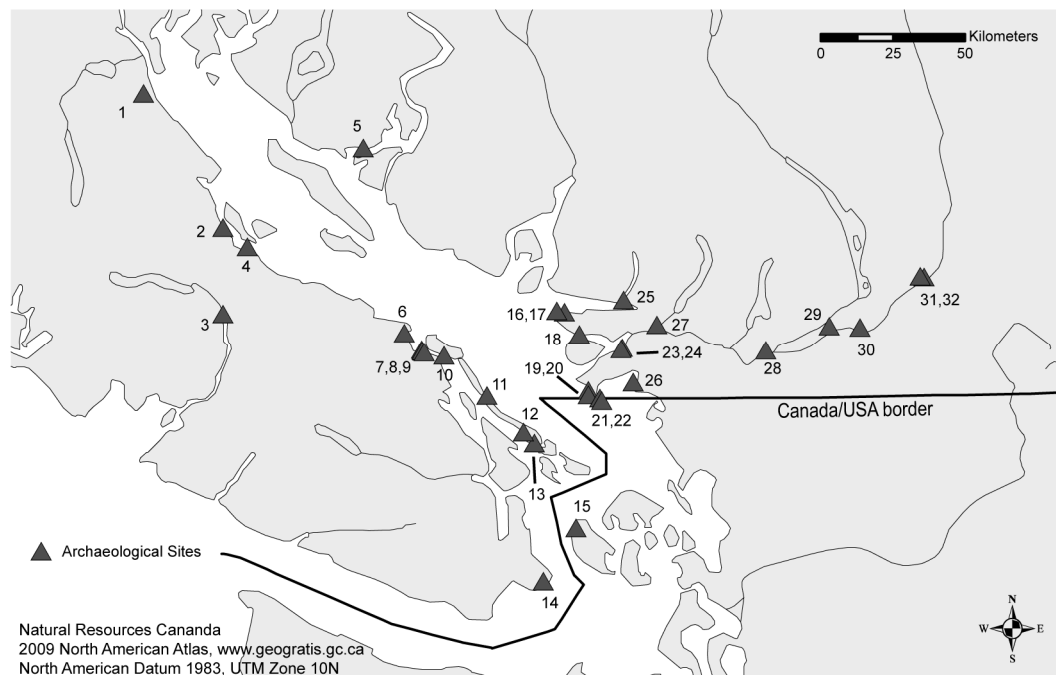 Kilometers
0 25 50
1
5
2
4
3
6
7,8,9
10
11
12
13
14
15
16,17
18
19,20
21,22
23,24
25
26
27
28
29
30
31,32
Canada/USA border
Archaeological Sites
Natural Resources Cananda
2009 North American Atlas, www.geogratis.gc.ca
North American Datum 1983, UTM Zone 10N
N
W E
S